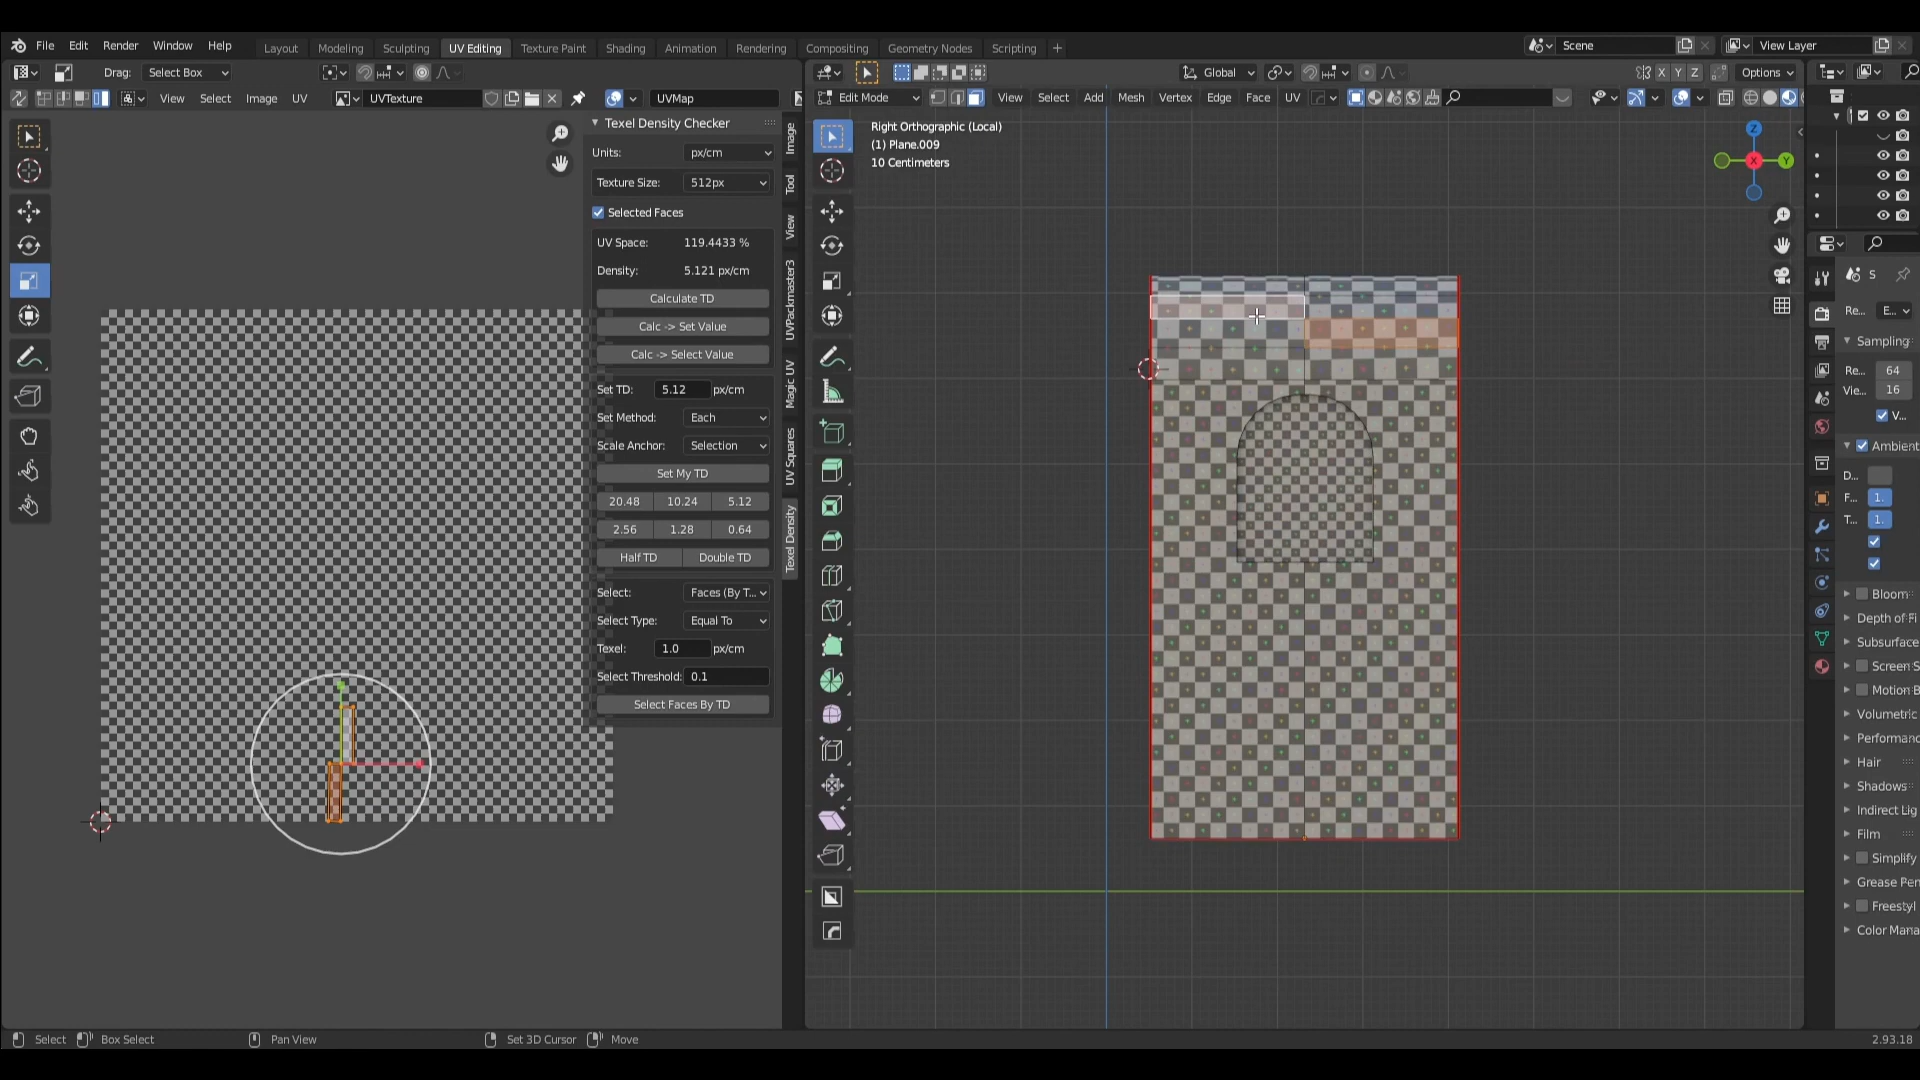 File Edit Render Window Help
Layout Modeling Sculpting UV Editing Texture Paint Shading Animation Rendering Compositing Geometry Nodes Scripting +
Scene
View Layer
Drag: Select Box
Global
X Y Z
Options
View Select Image UV
UVTexture
UVMap
Edit Mode
View Select Add Mesh Vertex Edge Face UV
Texel Density Checker
Units: px/cm
Texture Size: 512px
Selected Faces
UV Space: 119.4433 %
Density: 5.121 px/cm
Calculate TD
Calc -> Set Value
Calc -> Select Value
Set TD: 5.12 px/cm
Set Method: Each
Scale Anchor: Selection
Set My TD
20.48 10.24 5.12
2.56 1.28 0.64
Half TD Double TD
Select: Faces (By T...
Select Type: Equal To
Texel: 1.0 px/cm
Select Threshold: 0.1
Select Faces By TD
Image
Tool
View
UVPackmaster3
Magic UV
UV Squares
Texel Density
Right Orthographic (Local)
(1) Plane.009
10 Centimeters
Z
X
Y
S
Re... E...
Sampling
Re... 64
Vie... 16
V...
Ambient
D...
F... 1.
T... 1.
Bloom
Depth of Fi
Subsurface
Screen S
Motion B
Volumetric
Performanc
Hair
Shadows
Indirect Lig
Film
Simplify
Grease Pen
Freestyl
Color Mana
Select Box Select Pan View Set 3D Cursor Move
2.93.18